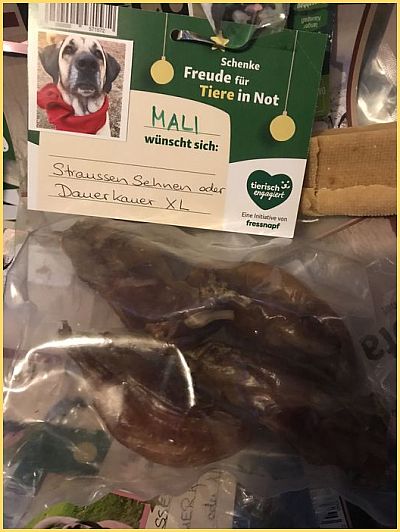 Schenke
Freude für
Tiere in Not
MALI
wünscht sich:
Straussen Sehnen oder
Dauerkauer XL
tierisch
engagiert
Eine Initiative von
fressnapf